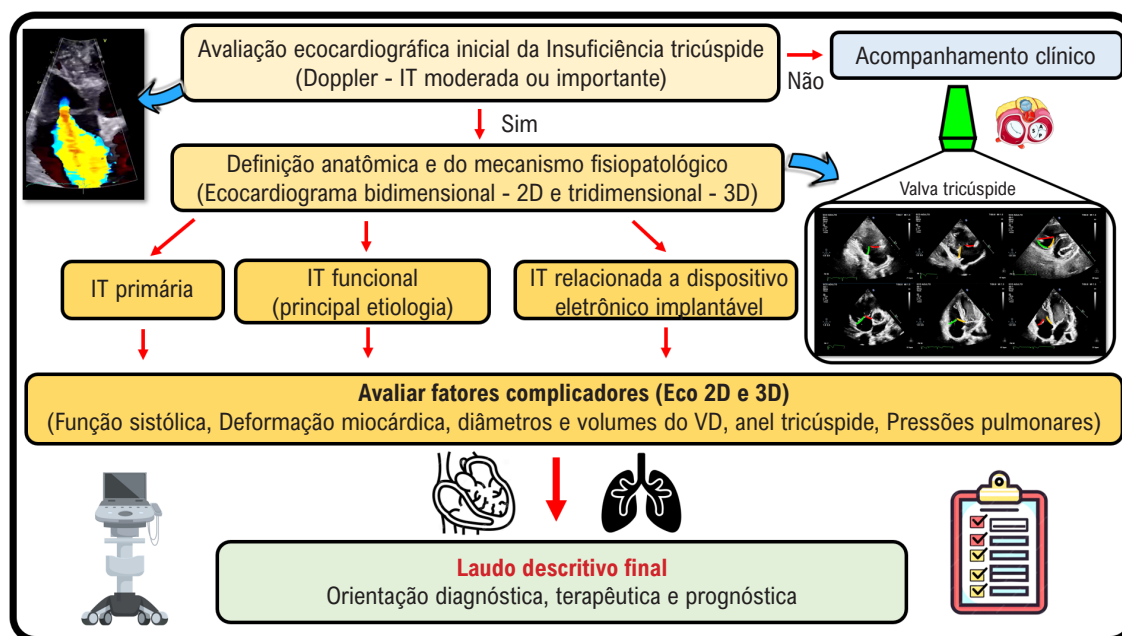 Avaliação ecocardiográfica inicial da Insuficiência tricúspide
(Doppler - IT moderada ou importante)
Não
Acompanhamento clínico
Sim
Definição anatômica e do mecanismo fisiopatológico
(Ecocardiograma bidimensional - 2D e tridimensional - 3D)
Valva tricúspide
IT primária
IT funcional
(principal etiologia)
IT relacionada a dispositivo
eletrônico implantável
Avaliar fatores complicadores (Eco 2D e 3D)
(Função sistólica, Deformação miocárdica, diâmetros e volumes do VD, anel tricúspide, Pressões pulmonares)
Laudo descritivo final
Orientação diagnóstica, terapêutica e prognóstica